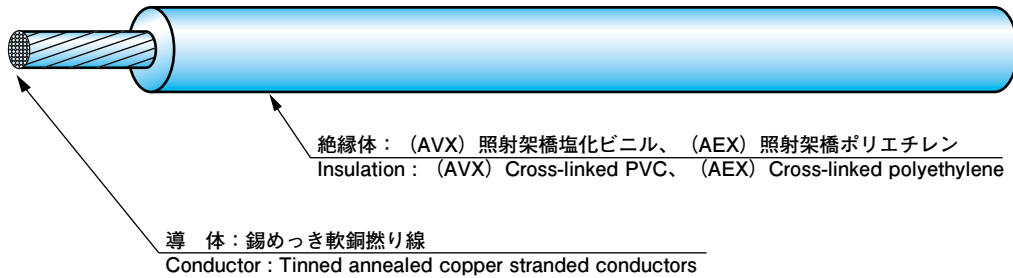 絶縁体：（AVX）照射架橋塩化ビニル、（AEX）照射架橋ポリエチレン
Insulation : （AVX）Cross-linked PVC、（AEX）Cross-linked polyethylene
導　体：錫めっき軟銅撚り線
Conductor : Tinned annealed copper stranded conductors